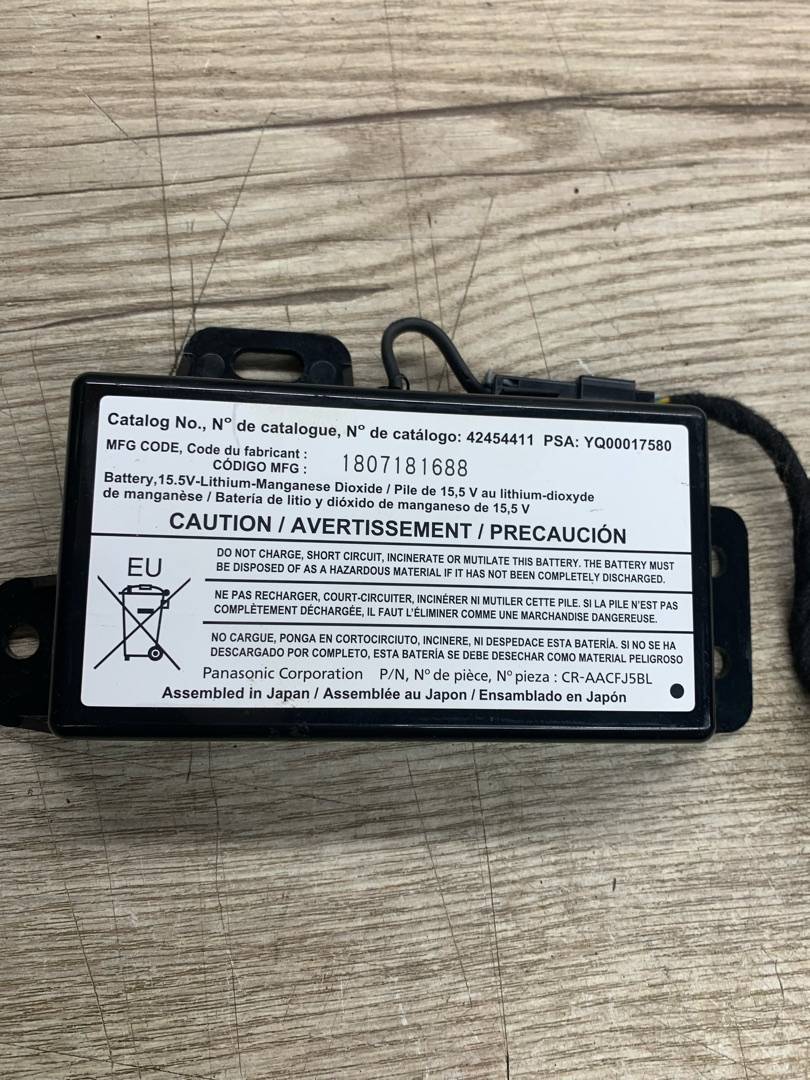 Catalog No., Nº de catalogue, Nº de catálogo: 42454411 PSA: YQ00017580
MFG CODE, Code du fabricant :
CÓDIGO MFG : 1807181688
Battery,15.5V-Lithium-Manganese Dioxide / Pile de 15,5 V au lithium-dioxyde
de manganèse / Batería de litio y dióxido de manganeso de 15,5 V
CAUTION / AVERTISSEMENT / PRECAUCIÓN
EU
DO NOT CHARGE, SHORT CIRCUIT, INCINERATE OR MUTILATE THIS BATTERY. THE BATTERY MUST
BE DISPOSED OF AS A HAZARDOUS MATERIAL IF IT HAS NOT BEEN COMPLETELY DISCHARGED.
NE PAS RECHARGER, COURT-CIRCUITER, INCINÉRER NI MUTILER CETTE PILE. SI LA PILE N'EST PAS
COMPLÈTEMENT DÉCHARGÉE, IL FAUT L'ÉLIMINER COMME UNE MARCHANDISE DANGEREUSE.
NO CARGUE, PONGA EN CORTOCIRCIUTO, INCINERE, NI DESPEDACE ESTA BATERÍA. SI NO SE HA
DESCARGADO POR COMPLETO, ESTA BATERÍA SE DEBE DESECHAR COMO MATERIAL PELIGROSO
Panasonic Corporation P/N, Nº de pièce, Nº pieza : CR-AACFJ5BL
Assembled in Japan / Assemblée au Japon / Ensamblado en Japón